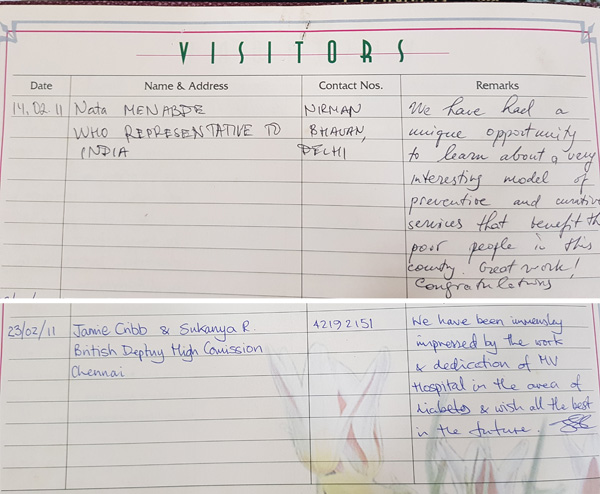 VISITORS
Date Name & Address Contact Nos. Remarks
14.02.11 Nata MENABDE NIRMAN We have had a
WHO REPRESENTATIVE TO BHAVAN, unique opportunity
INDIA DELHI to learn about a very
interesting model of
preventive and curative
services that benefit the
poor people in this
country. Great work!
Congratulations
23/02/11 Jamie Cribb & Sukanya R. 42192151 We have been immensely
British Deptuy High Comission impressed by the work
Chennai & dedication of MV
Hospital in the area of
diabetes & wish all the best
in the future.